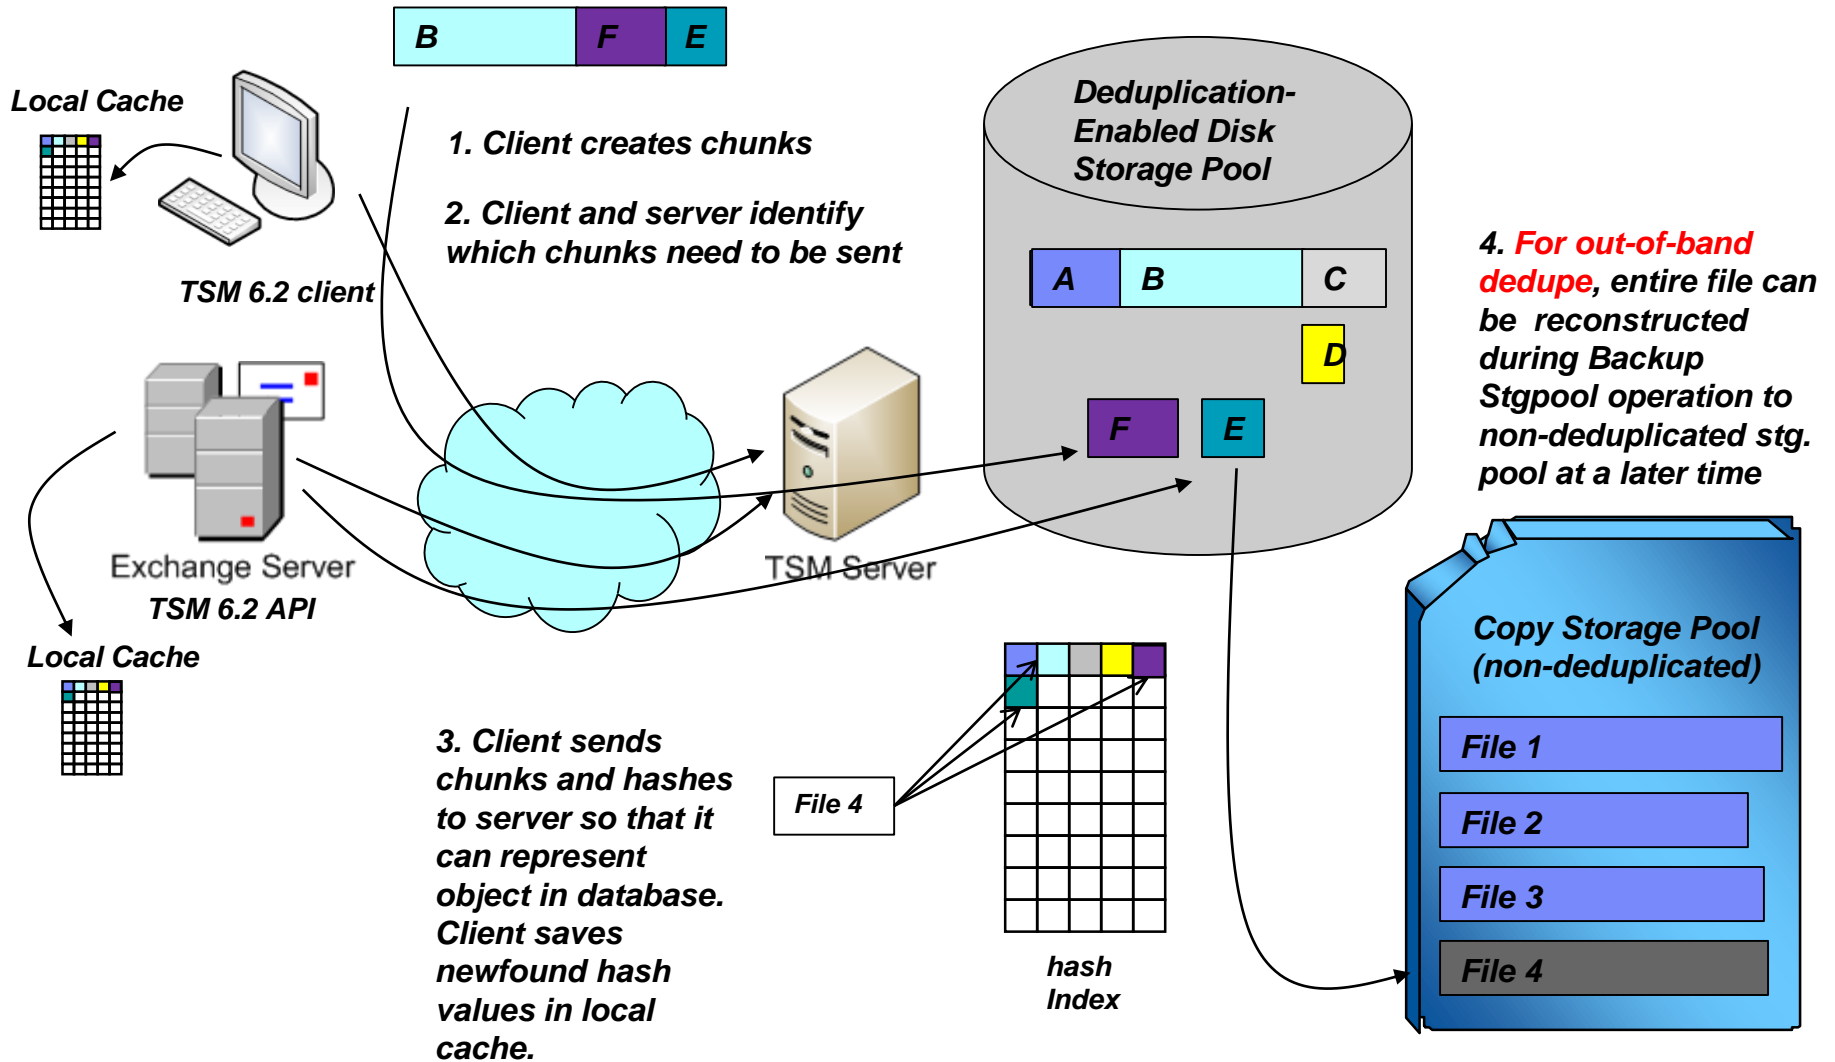 B F E
Local Cache
1. Client creates chunks
2. Client and server identify
which chunks need to be sent
TSM 6.2 client
Exchange Server
TSM 6.2 API
Local Cache
TSM Server
3. Client sends
chunks and hashes
to server so that it
can represent
object in database.
Client saves
newfound hash
values in local
cache.
File 4
hash
Index
Deduplication-
Enabled Disk
Storage Pool
A B C
D
F E
4. For out-of-band
dedupe, entire file can
be reconstructed
during Backup
Stgpool operation to
non-deduplicated stg.
pool at a later time
Copy Storage Pool
(non-deduplicated)
File 1
File 2
File 3
File 4